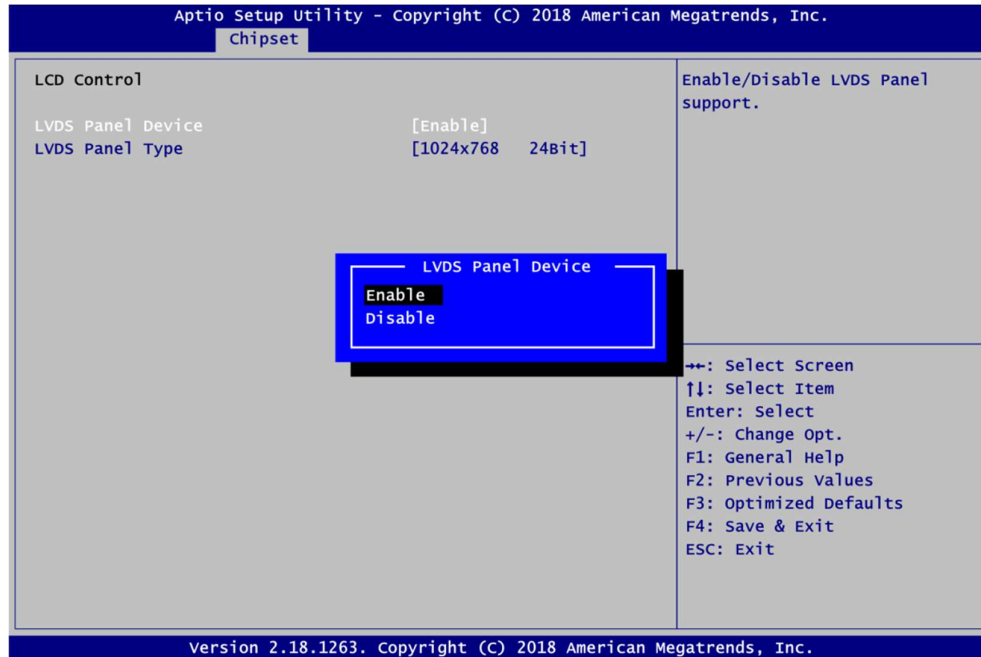 Aptio Setup Utility - Copyright (C) 2018 American Megatrends, Inc.
Chipset
LCD Control
LVDS Panel Device [Enable]
LVDS Panel Type [1024x768 24Bit]
Enable/Disable LVDS Panel
support.
LVDS Panel Device
Enable
Disable
→←: Select Screen
↑↓: Select Item
Enter: Select
+/-: Change Opt.
F1: General Help
F2: Previous Values
F3: Optimized Defaults
F4: Save & Exit
ESC: Exit
Version 2.18.1263. Copyright (C) 2018 American Megatrends, Inc.